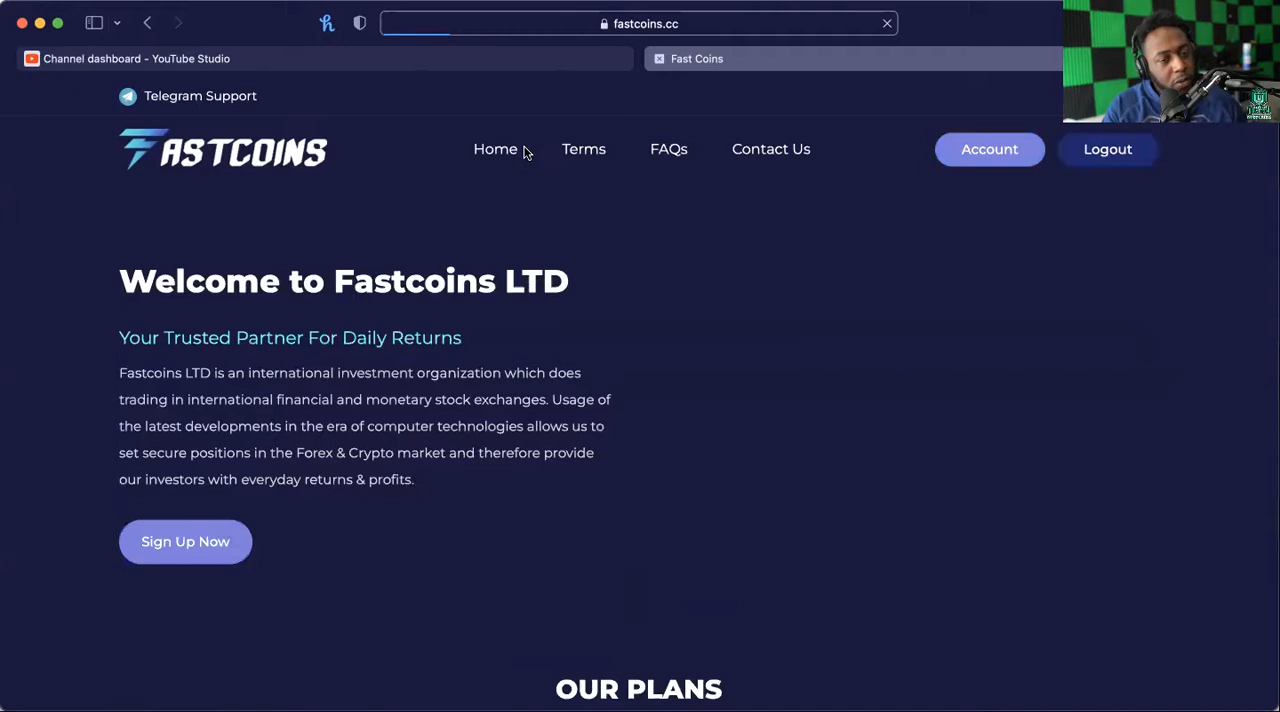 fastcoins.cc
Channel dashboard - YouTube Studio
Fast Coins
Telegram Support
FASTCOINS
Home
Terms
FAQs
Contact Us
Account
Logout
Welcome to Fastcoins LTD
Your Trusted Partner For Daily Returns
Fastcoins LTD is an international investment organization which does
trading in international financial and monetary stock exchanges. Usage of
the latest developments in the era of computer technologies allows us to
set secure positions in the Forex & Crypto market and therefore provide
our investors with everyday returns & profits.
Sign Up Now
OUR PLANS